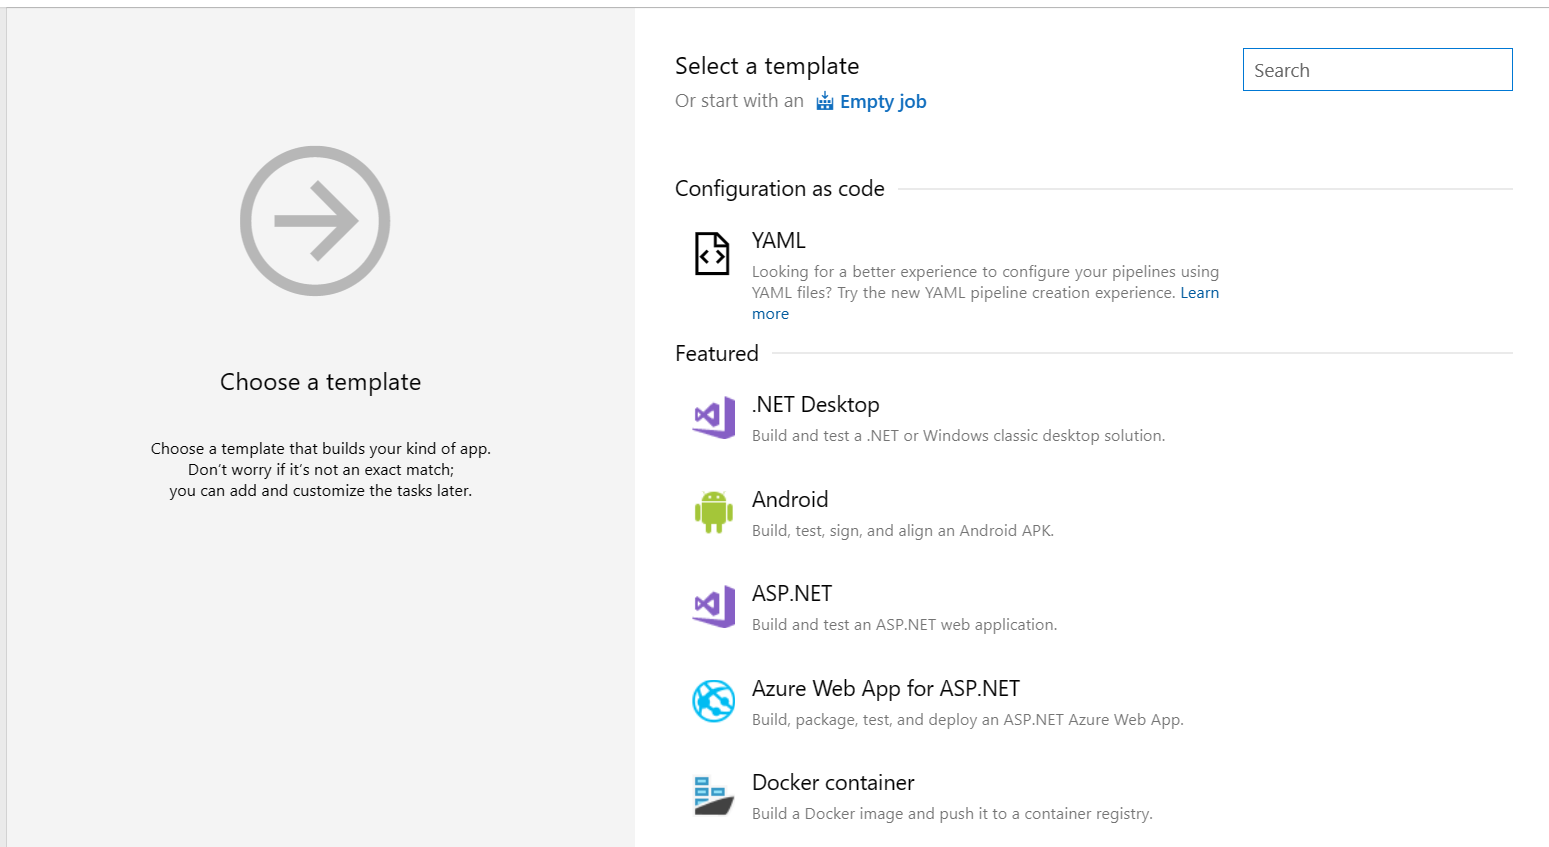 Choose a template
Choose a template that builds your kind of app.
Don't worry if it's not an exact match;
you can add and customize the tasks later.
Select a template
Or start with an Empty job
Search
Configuration as code
YAML
Looking for a better experience to configure your pipelines using
YAML files? Try the new YAML pipeline creation experience. Learn
more
Featured
.NET Desktop
Build and test a .NET or Windows classic desktop solution.
Android
Build, test, sign, and align an Android APK.
ASP.NET
Build and test an ASP.NET web application.
Azure Web App for ASP.NET
Build, package, test, and deploy an ASP.NET Azure Web App.
Docker container
Build a Docker image and push it to a container registry.